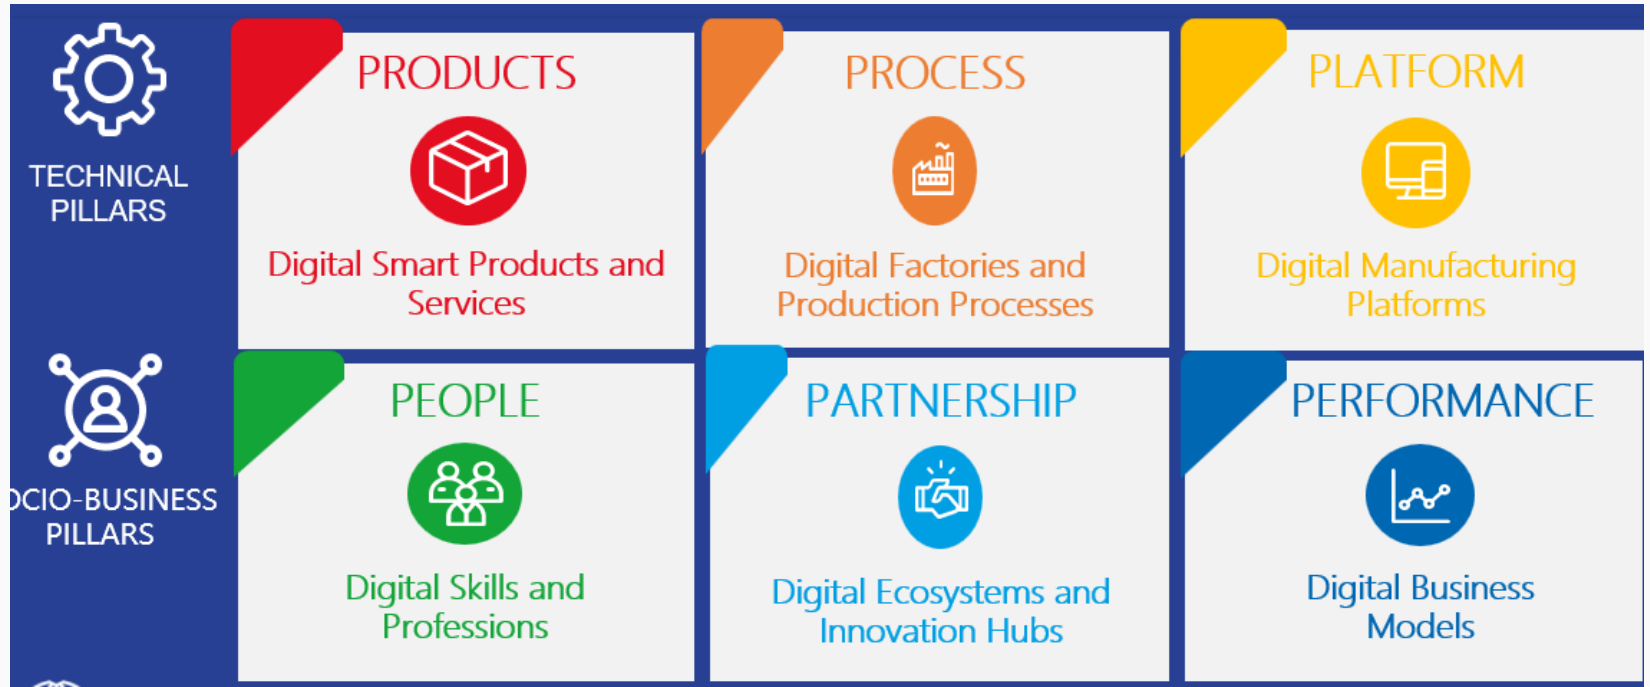 TECHNICAL
PILLARS
PRODUCTS
Digital Smart Products and
Services
PROCESS
Digital Factories and
Production Processes
PLATFORM
Digital Manufacturing
Platforms
OCIO-BUSINESS
PILLARS
PEOPLE
Digital Skills and
Professions
PARTNERSHIP
Digital Ecosystems and
Innovation Hubs
PERFORMANCE
Digital Business
Models